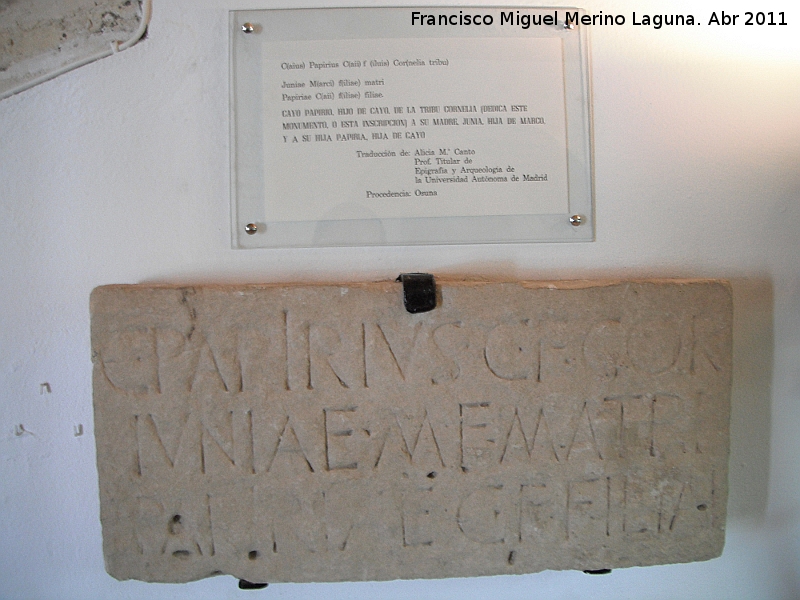 Francisco Miguel Merino Laguna. Abr 2011
C(aius) Papirius C(aii) f (iluis) Cor(nelia tribu)
Juniae M(arci) f(iliae) matri
Papiriae C(aii) f(iliae) filiae.
CAYO PAPIRIO, HIJO DE CAYO, DE LA TRIBU CORNELIA (DEDICA ESTE
MONUMENTO, O ESTA INSCRIPCION) A SU MADRE, JUNIA, HIJA DE MARCO,
Y A SU HIJA PAPIRIA, HIJA DE CAYO
Traducción de: Alicia M.ª Canto
Prof. Titular de
Epigrafía y Arqueología de
la Universidad Autónoma de Madrid
Procedencia: Osuna
C·PAPIRIVS·C·F·COR
IVNIAE·M·F·MATRI
PAPIRIAE·C·F·FILIAI